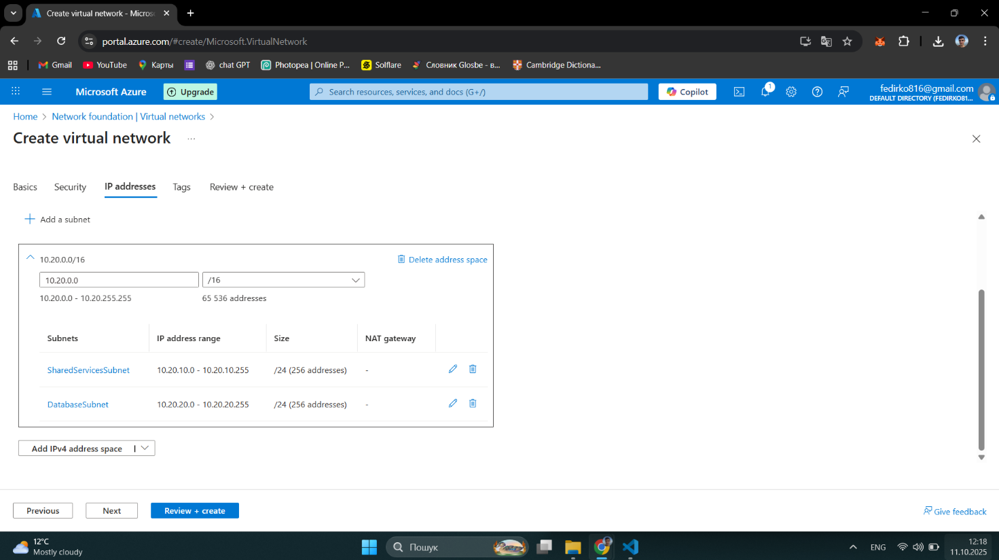 Create virtual network - Micros
portal.azure.com/#create/Microsoft.VirtualNetwork
Gmail YouTube Карты chat GPT Photopea | Online P... Solflare Словник Glosbe - в... Cambridge Dictiona...
Microsoft Azure Upgrade Search resources, services, and docs (G+/) Copilot 1 fedirko816@gmail.com
DEFAULT DIRECTORY (FEDIRKO81...
Home > Network foundation | Virtual networks >
Create virtual network ...
Basics Security IP addresses Tags Review + create
Add a subnet
10.20.0.0/16 Delete address space
10.20.0.0 /16
10.20.0.0 - 10.20.255.255 65 536 addresses
Subnets IP address range Size NAT gateway
SharedServicesSubnet 10.20.10.0 - 10.20.10.255 /24 (256 addresses) -
DatabaseSubnet 10.20.20.0 - 10.20.20.255 /24 (256 addresses) -
Add IPv4 address space |
Previous Next Review + create Give feedback
12°C
Mostly cloudy
Пошук
ENG
12:18
11.10.2025